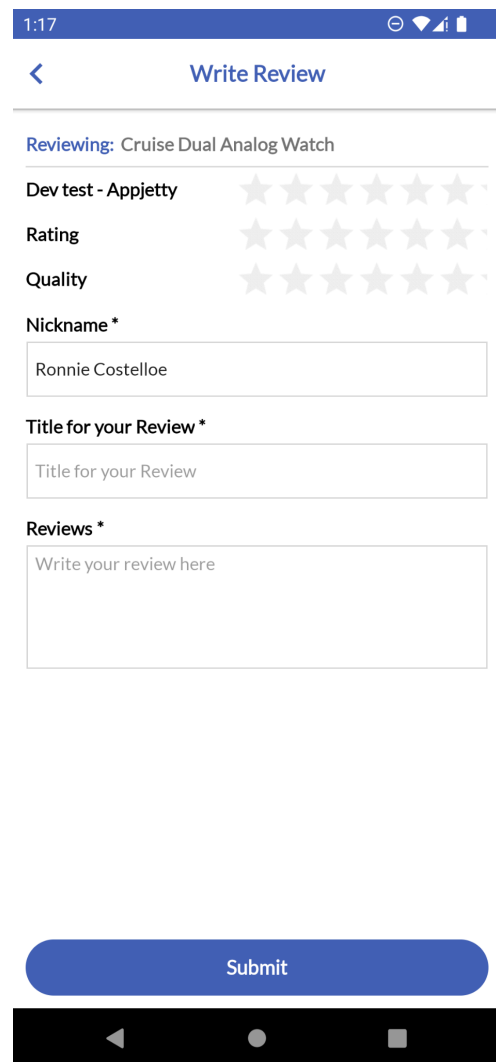 1:17
Write Review
Reviewing: Cruise Dual Analog Watch
Dev test - Appjetty
Rating
Quality
Nickname *
Ronnie Costelloe
Title for your Review *
Title for your Review
Reviews *
Write your review here
Submit